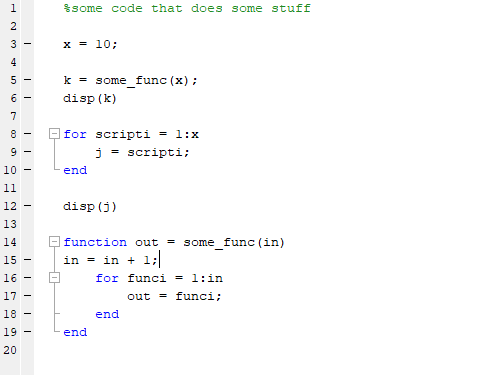 1 %some code that does some stuff
2
3 – x = 10;
4
5 – k = some_func(x);
6 – disp(k)
7
8 – for scripti = 1:x
9 – j = scripti;
10 – end
11
12 – disp(j)
13
14 function out = some_func(in)
15 – in = in + 1;
16 – for funci = 1:in
17 – out = funci;
18 – end
19 – end
20